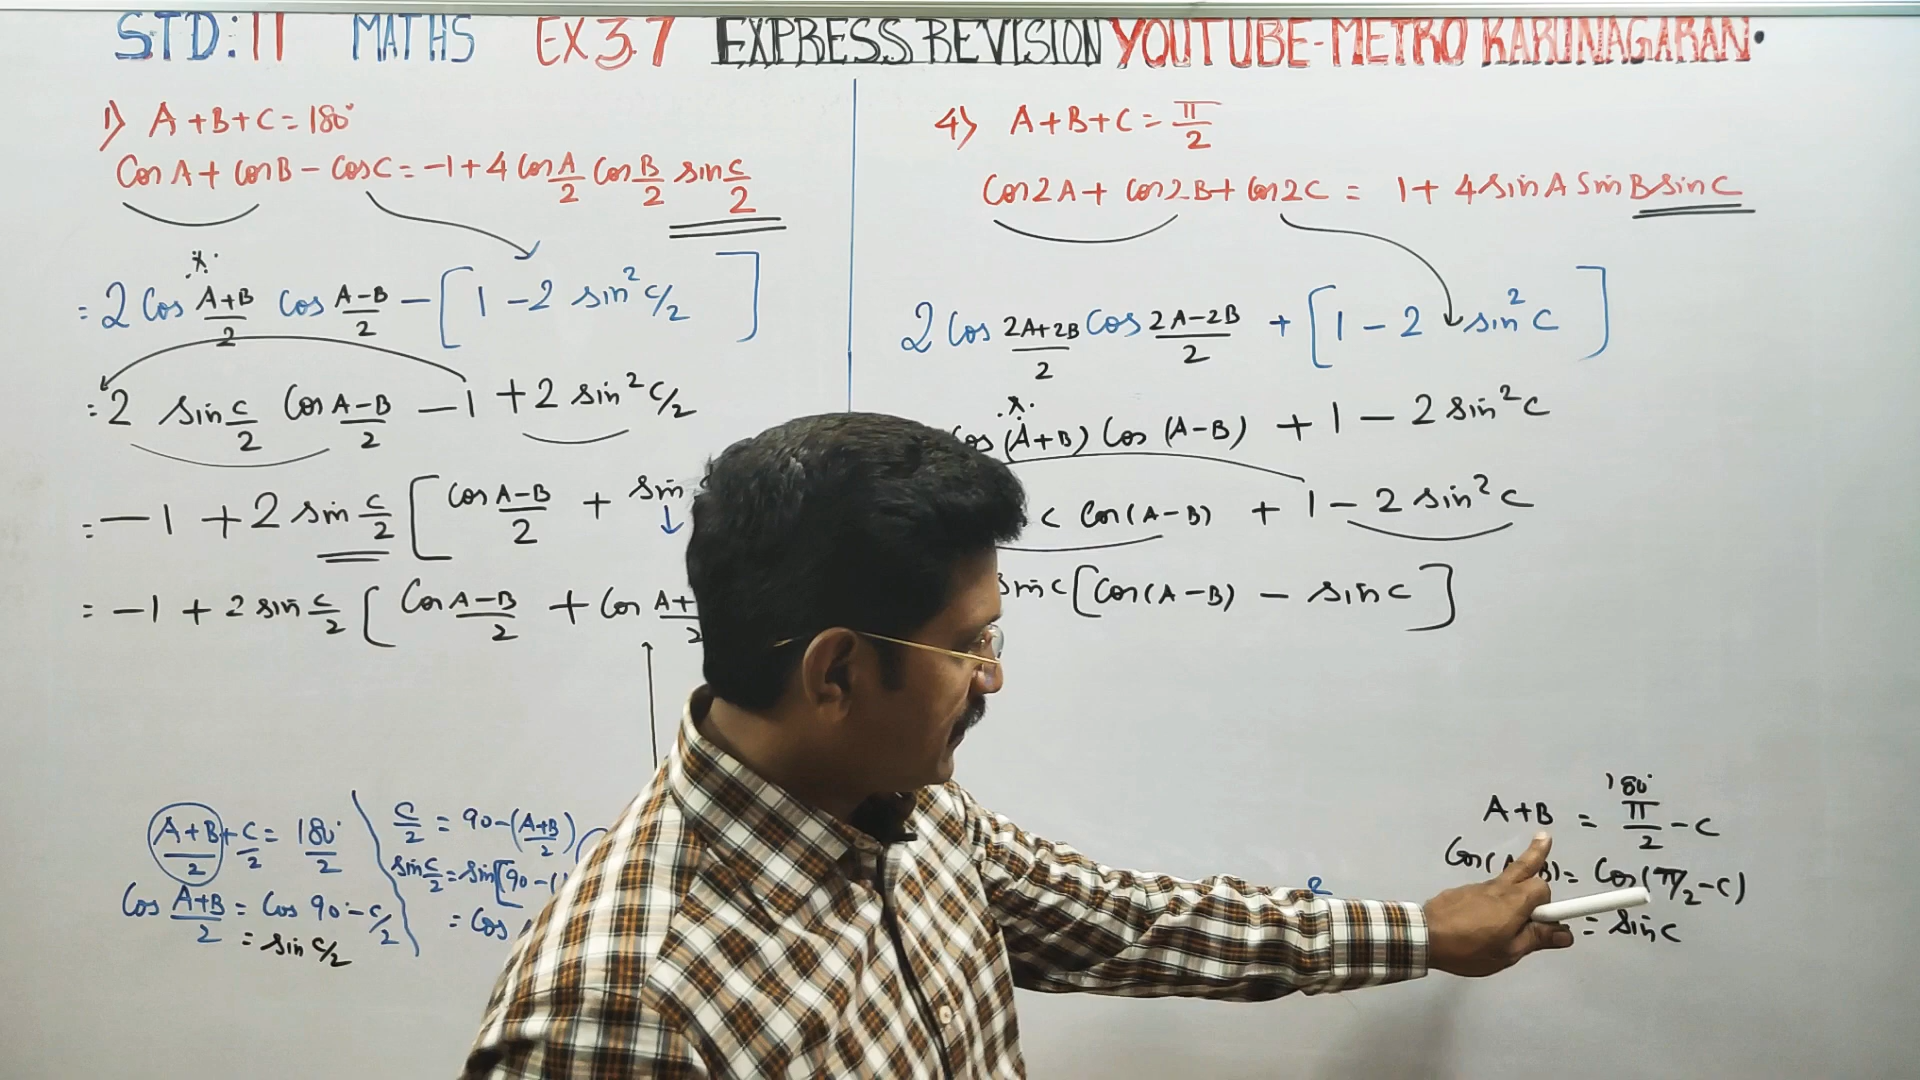 STD: 11 MATHS EX 3.7 EXPRESS REVISION YOUTUBE-METRO KARUNAGARAN.
1) A+B+C = 180°
Cos A + Cos B - Cos C = -1 + 4 Cos A/2 Cos B/2 sin C/2
= 2 Cos A+B/2 Cos A-B/2 - [1 - 2 sin² C/2]
= 2 sin C/2 Cos A-B/2 - 1 + 2 sin² C/2
= -1 + 2 sin C/2 [Cos A-B/2 + sin
= -1 + 2 sin C/2 [Cos A-B/2 + Cos A+
A+B/2 + C/2 = 180°/2
Cos A+B/2 = Cos 90 - C/2
= sin C/2
C/2 = 90 - (A+B/2)
sin C/2 = sin [90 - (
= Cos
4) A+B+C = π/2
Cos 2A + Cos 2B + Cos 2C = 1 + 4 sin A sin B sin C
2 Cos 2A+2B/2 Cos 2A-2B/2 + [1 - 2 sin² C]
Cos (A+B) Cos (A-B) + 1 - 2 sin² C
C Cos (A-B) + 1 - 2 sin² C
sin C [Cos (A-B) - sin C]
180°
A+B = π/2 - C
Cos ( B) = Cos (π/2 - C)
= sin C